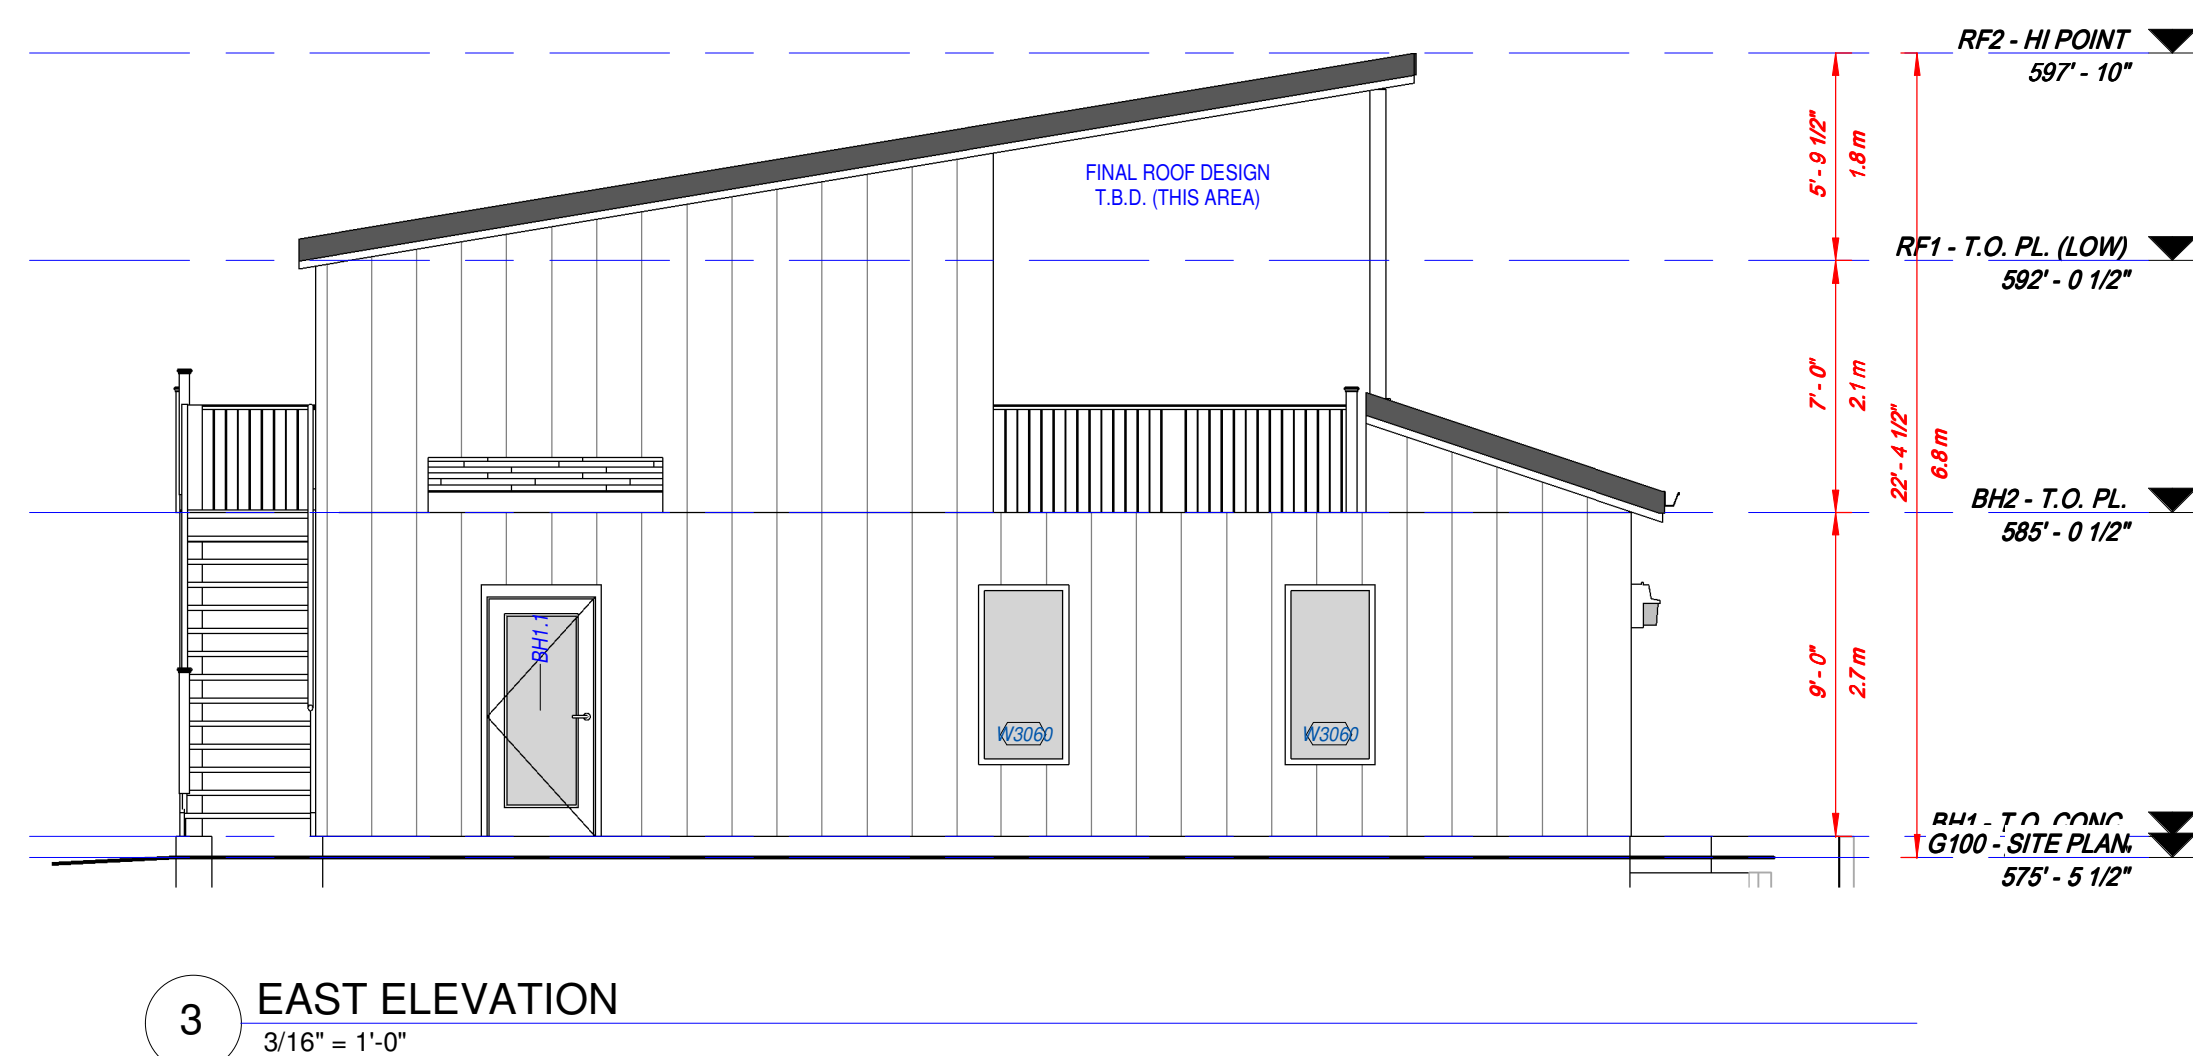 RF2 - HI POINT
597' - 10"
5' - 9 1/2"
1.8 m
FINAL ROOF DESIGN
T.B.D. (THIS AREA)
RF1 - T.O. PL. (LOW)
592' - 0 1/2"
7' - 0"
2.1 m
22' - 4 1/2"
6.8 m
BH2 - T.O. PL.
585' - 0 1/2"
BH1.1
9' - 0"
2.7 m
W3060
W3060
BH1 - T.O. CONC.
G100 - SITE PLAN
575' - 5 1/2"
3
EAST ELEVATION
3/16" = 1'-0"